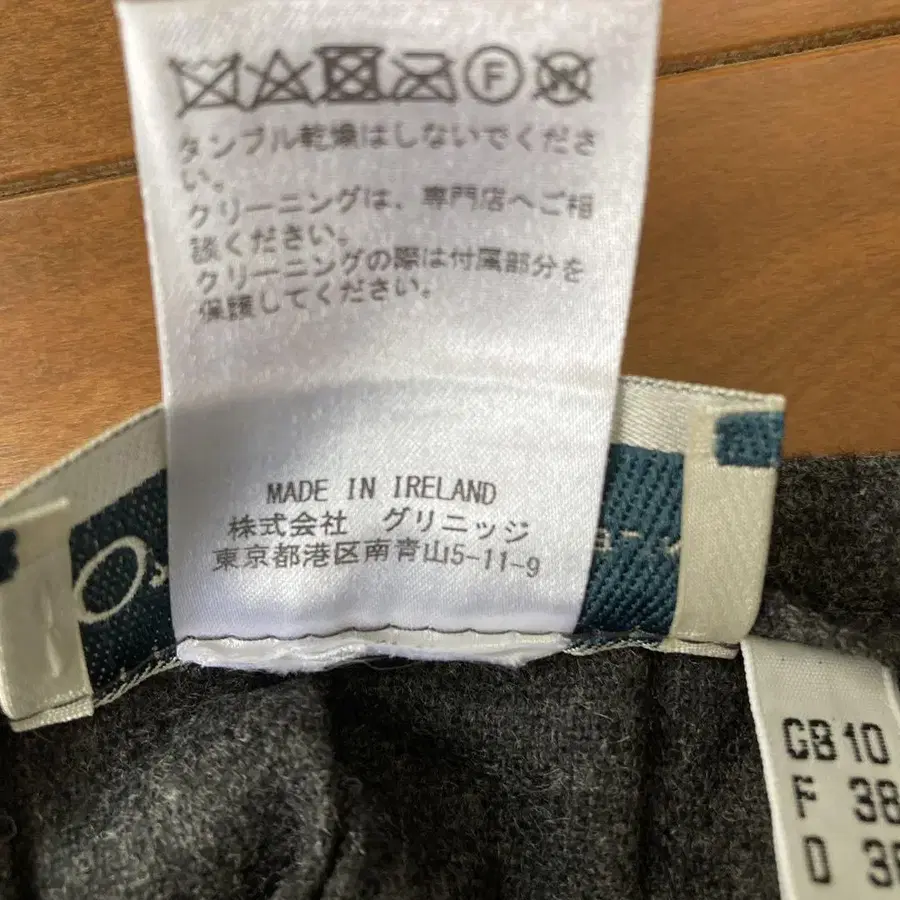 F
W
タンブル乾燥はしないでくださ
い。
クリーニングは、専門店へご相
談ください。
クリーニングの際は付属部分を
保護してください。
MADE IN IRELAND
株式会社 グリニッジ
東京都港区南青山5-11-9
GB 10
F 38
D